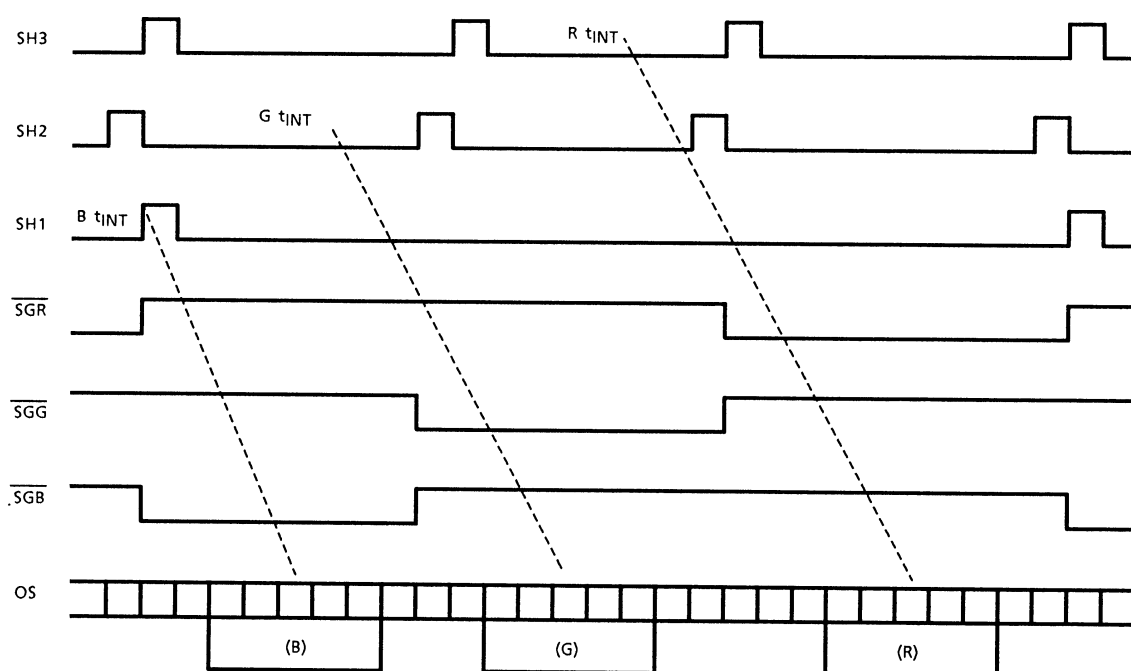 SH3
R tINT
SH2
G tINT
SH1
B tINT
SGR
SGG
SGB
OS
(B)
(G)
(R)